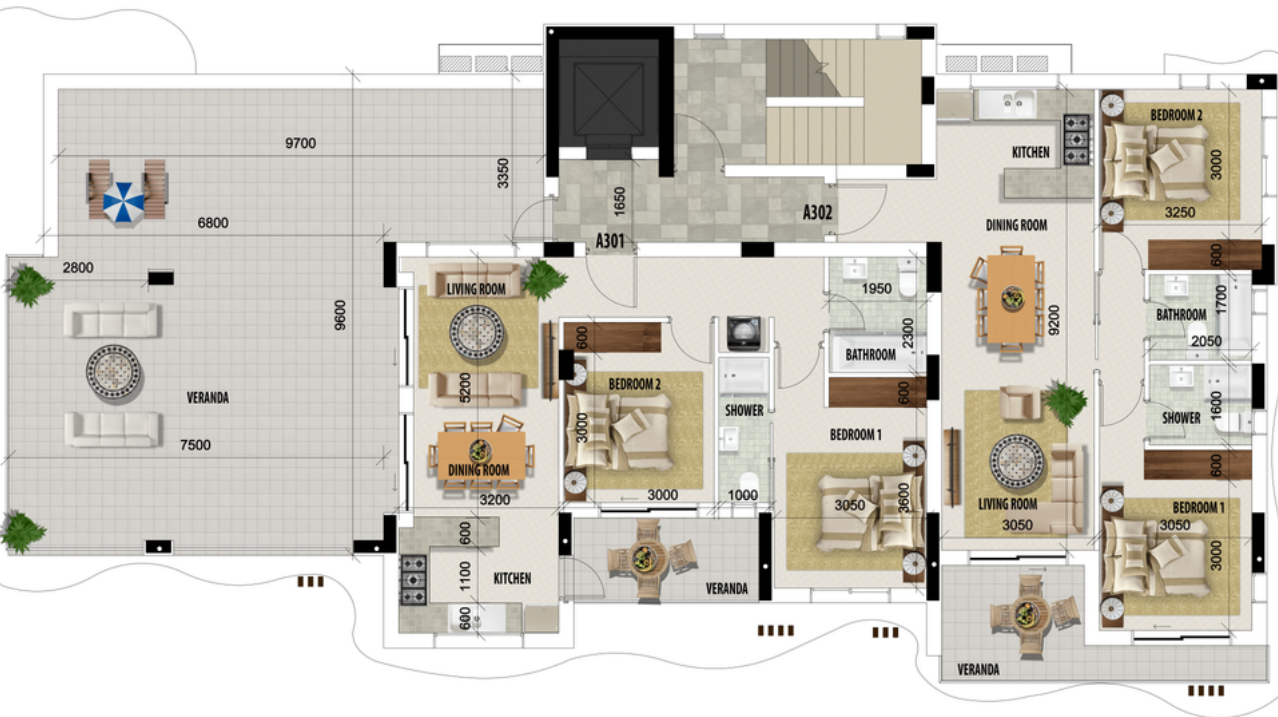 BEDROOM 2
9700
KITCHEN
3350
3000
1650
A302
3250
6800
DINING ROOM
A301
600
2800
LIVING ROOM
1950
1700
9600
9200
BATHROOM
600
2300
2050
BATHROOM
5200
BEDROOM 2
VERANDA
600
SHOWER
1600
SHOWER
3000
BEDROOM 1
7500
600
DINING ROOM
3200
3000
1000
3050
3600
LIVING ROOM
BEDROOM 1
3050
3050
600
3000
1100
KITCHEN
VERANDA
600
VERANDA